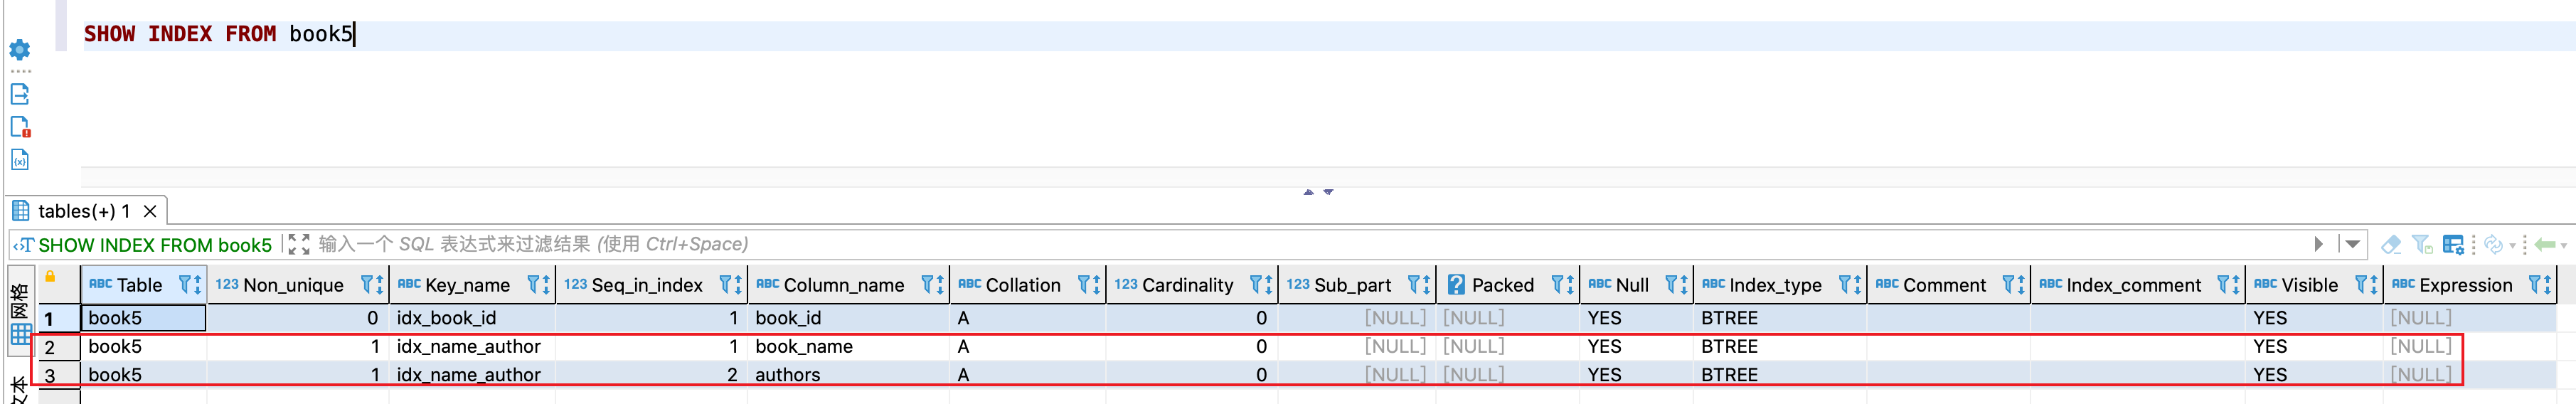 SHOW INDEX FROM book5
tables(+) 1
SHOW INDEX FROM book5 输入一个 SQL 表达式来过滤结果 (使用 Ctrl+Space)
网格
文本
ABC Table 123 Non_unique ABC Key_name 123 Seq_in_index ABC Column_name ABC Collation 123 Cardinality 123 Sub_part ? Packed ABC Null ABC Index_type ABC Comment ABC Index_comment ABC Visible ABC Expression
1 book5 0 idx_book_id 1 book_id A 0 [NULL] [NULL] YES BTREE YES [NULL]
2 book5 1 idx_name_author 1 book_name A 0 [NULL] [NULL] YES BTREE YES [NULL]
3 book5 1 idx_name_author 2 authors A 0 [NULL] [NULL] YES BTREE YES [NULL]